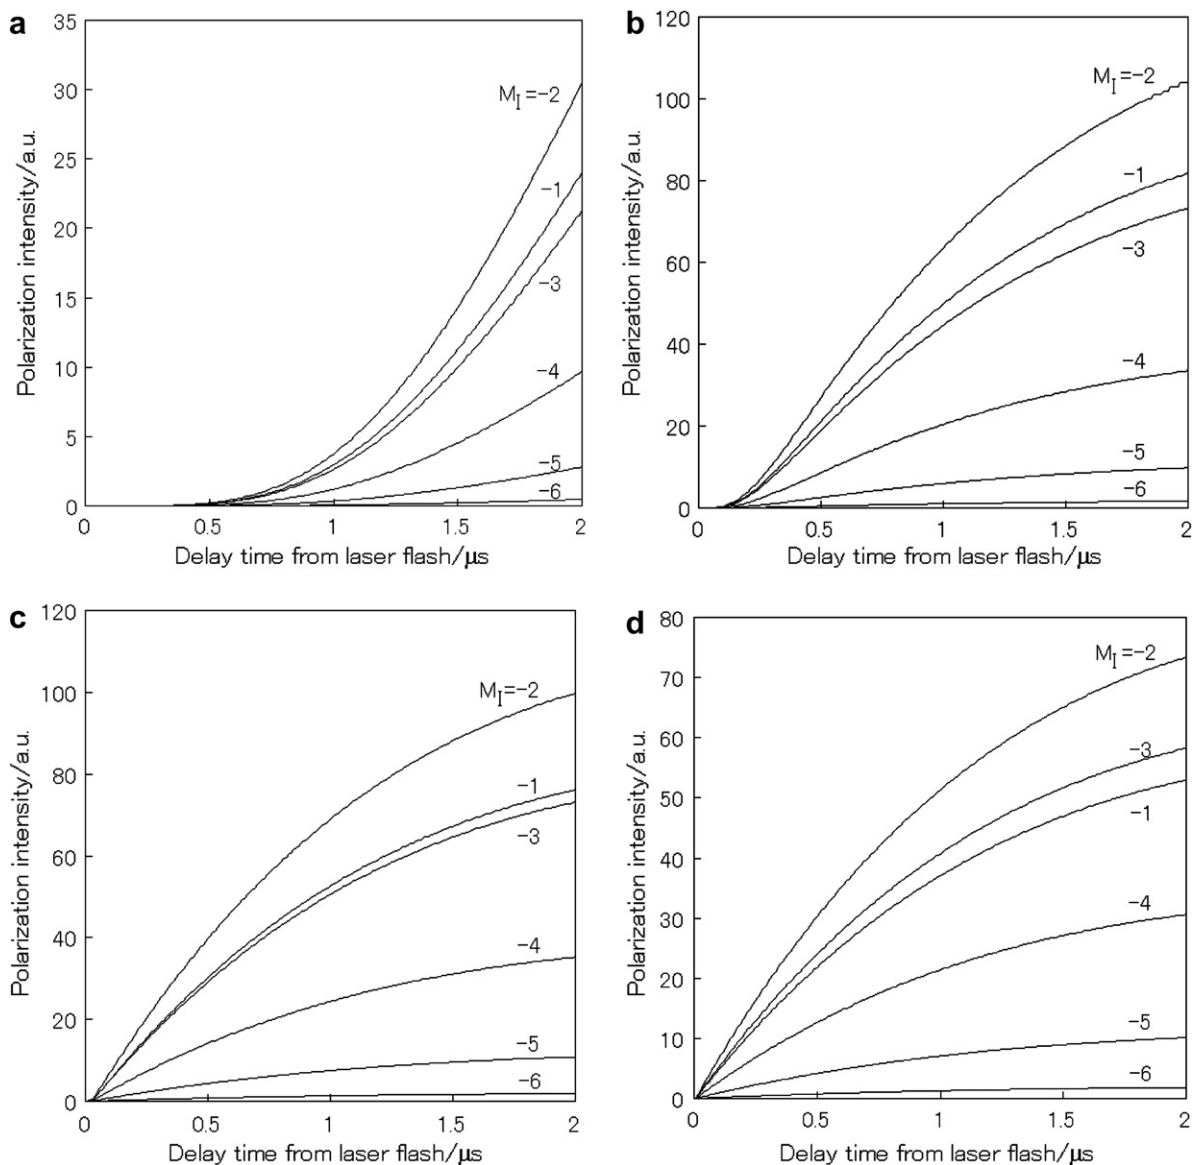 a
35
30
25
20
15
10
5
0
Polarization intensity/a.u.
M_I=-2
-1
-3
-4
-5
-6
0 0.5 1 1.5 2
Delay time from laser flash/μs
b
120
100
80
60
40
20
0
Polarization intensity/a.u.
M_I=-2
-1
-3
-4
-5
-6
0 0.5 1 1.5 2
Delay time from laser flash/μs
c
120
100
80
60
40
20
0
Polarization intensity/a.u.
M_I=-2
-1
-3
-4
-5
-6
0 0.5 1 1.5 2
Delay time from laser flash/μs
d
80
70
60
50
40
30
20
10
0
Polarization intensity/a.u.
M_I=-2
-3
-1
-4
-5
-6
0 0.5 1 1.5 2
Delay time from laser flash/μs